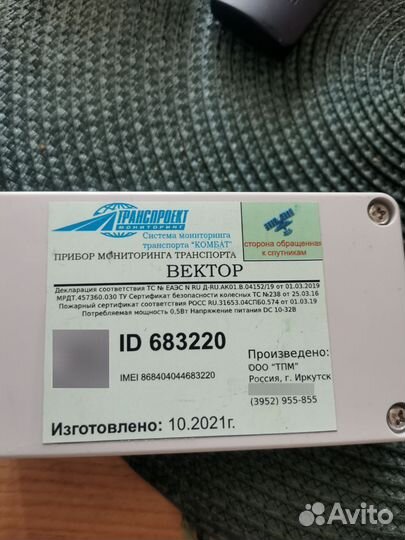 ТРАНСПРОЕКТ
МОНИТОРИНГ
Система мониторинга
транспорта "КОМБАТ"
сторона обращенная
к спутникам
ПРИБОР МОНИТОРИНГА ТРАНСПОРТА
ВЕКТОР
Декларация соответствия ТС № ЕАЭС N RU Д-RU.АК01.В.04152/19 от 01.03.2019
МРДТ.457360.030 ТУ Сертификат безопасности колесных ТС №238 от 25.03.16
Пожарный сертификат соответствия РОСС RU.31653.04СПБ0.574 от 01.03.19
Потребляемая мощность 0,5Вт Напряжение питания DC 10-32В
ID 683220
IMEI 868404044683220
Произведено:
ООО "ТПМ"
Россия, г. Иркутск
(3952) 955-855
Изготовлено: 10.2021г.
Avito